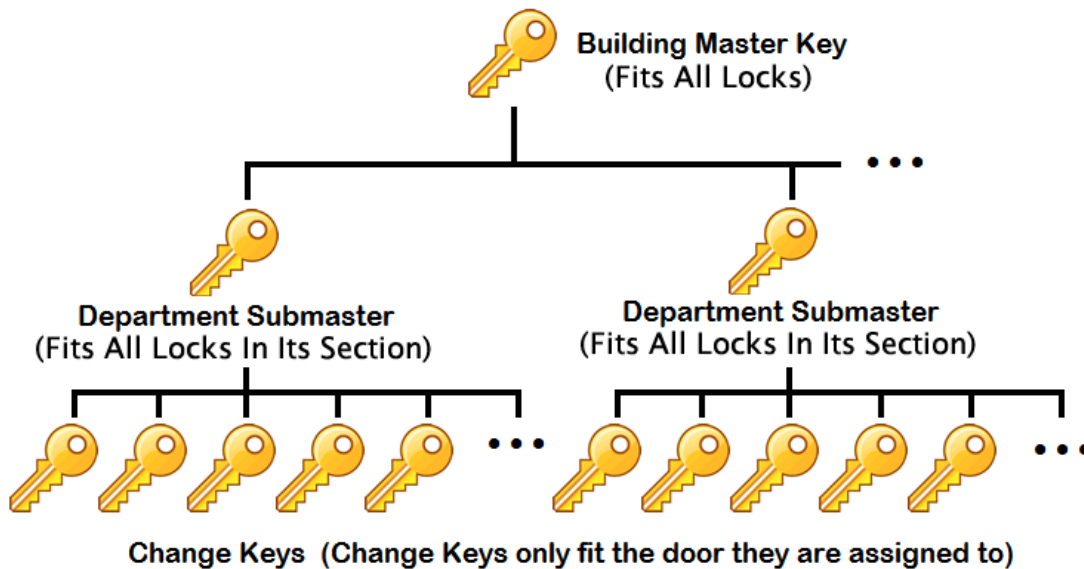 Building Master Key
(Fits All Locks)
•••
Department Submaster
(Fits All Locks In Its Section)
Department Submaster
(Fits All Locks In Its Section)
•••
•••
Change Keys (Change Keys only fit the door they are assigned to)